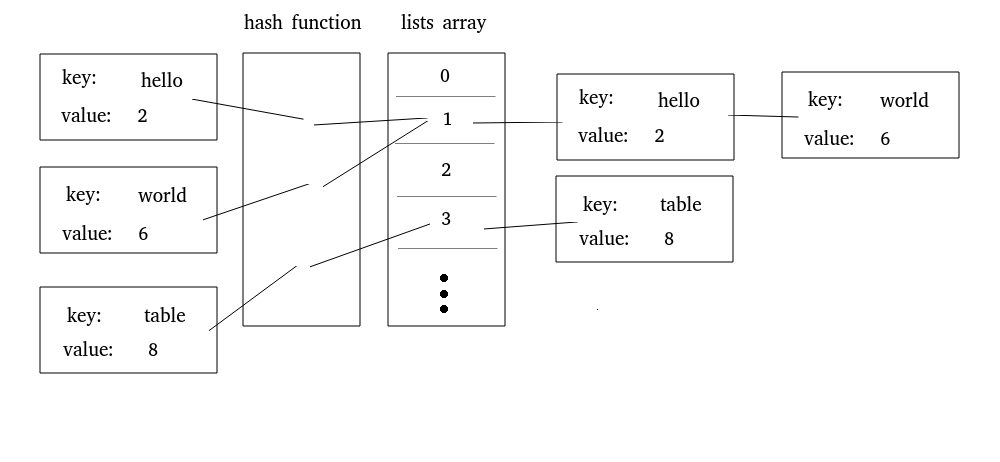 hash function
lists array
key: hello
value: 2
key: world
value: 6
key: table
value: 8
0
1
2
3
key: hello
value: 2
key: world
value: 6
key: table
value: 8